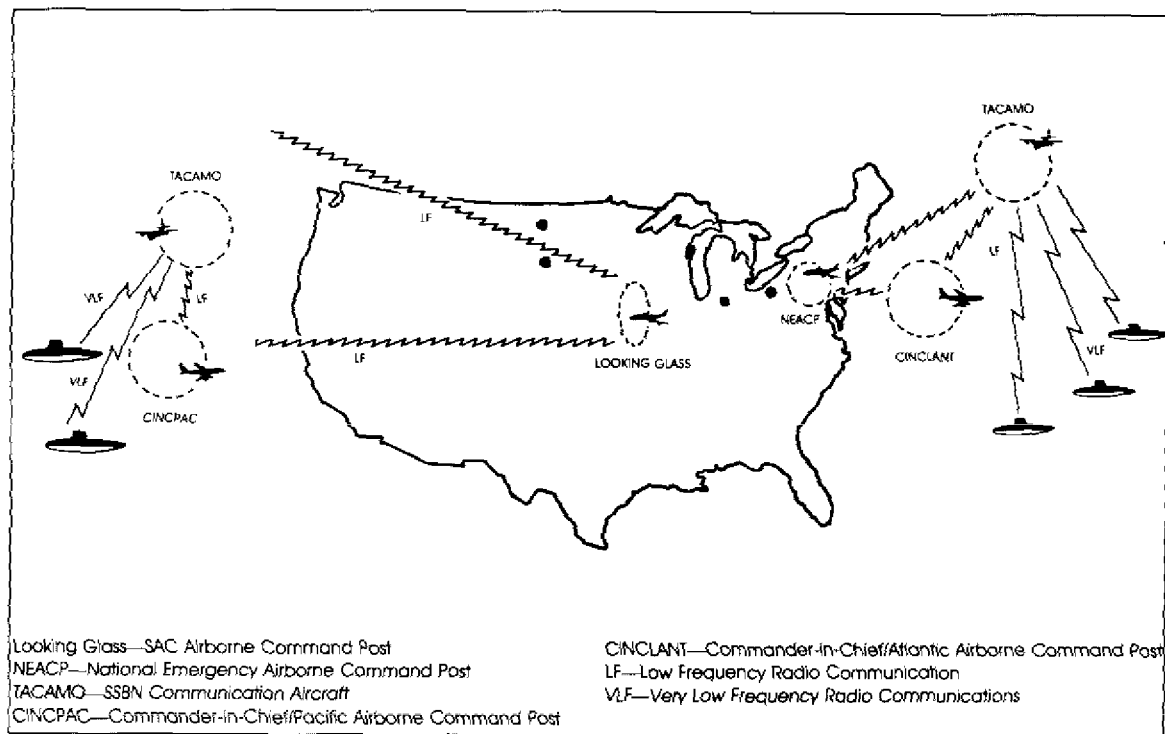 TACAMO
TACAMO
LF
LF
VLF
LF
NEACP
VLF
CINCLANT
VLF
LF
LOOKING GLASS
CINCPAC
Looking Glass—SAC Airborne Command Post
NEACP—National Emergency Airborne Command Post
TACAMO—SSBN Communication Aircraft
CINCPAC—Commander-in-Chief/Pacific Airborne Command Post
CINCLANT—Commander-in-Chief/Atlantic Airborne Command Post
LF—Low Frequency Radio Communication
VLF—Very Low Frequency Radio Communications